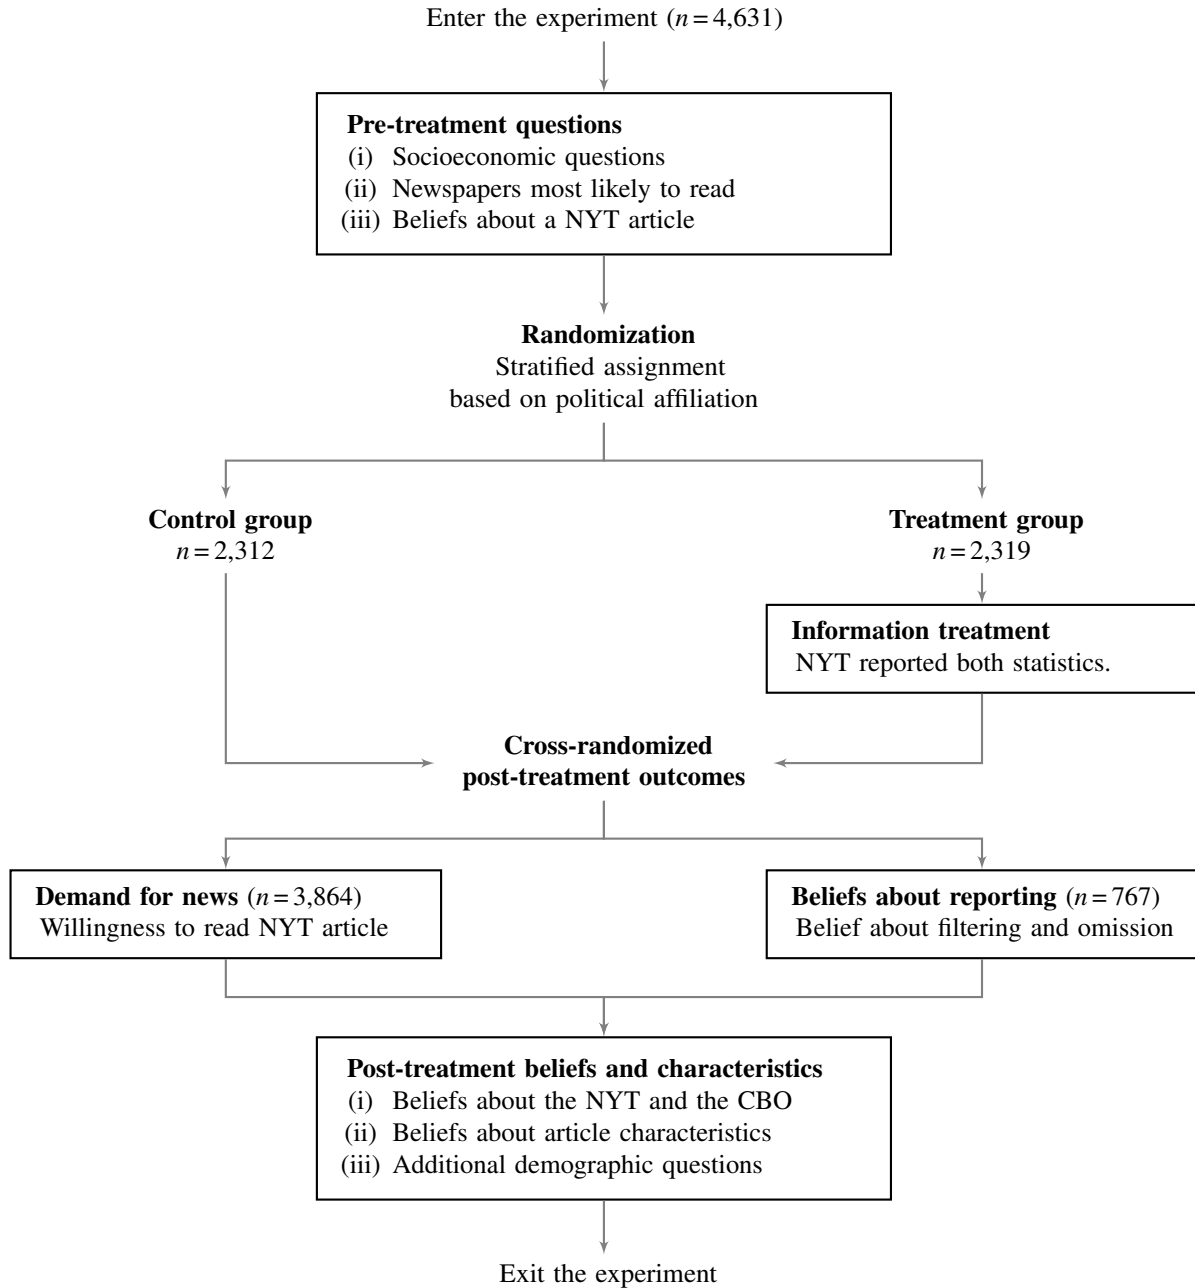 Enter the experiment (n = 4,631)
Pre-treatment questions
(i) Socioeconomic questions
(ii) Newspapers most likely to read
(iii) Beliefs about a NYT article
Randomization
Stratified assignment
based on political affiliation
Control group
n = 2,312
Treatment group
n = 2,319
Information treatment
NYT reported both statistics.
Cross-randomized
post-treatment outcomes
Demand for news (n = 3,864)
Willingness to read NYT article
Beliefs about reporting (n = 767)
Belief about filtering and omission
Post-treatment beliefs and characteristics
(i) Beliefs about the NYT and the CBO
(ii) Beliefs about article characteristics
(iii) Additional demographic questions
Exit the experiment